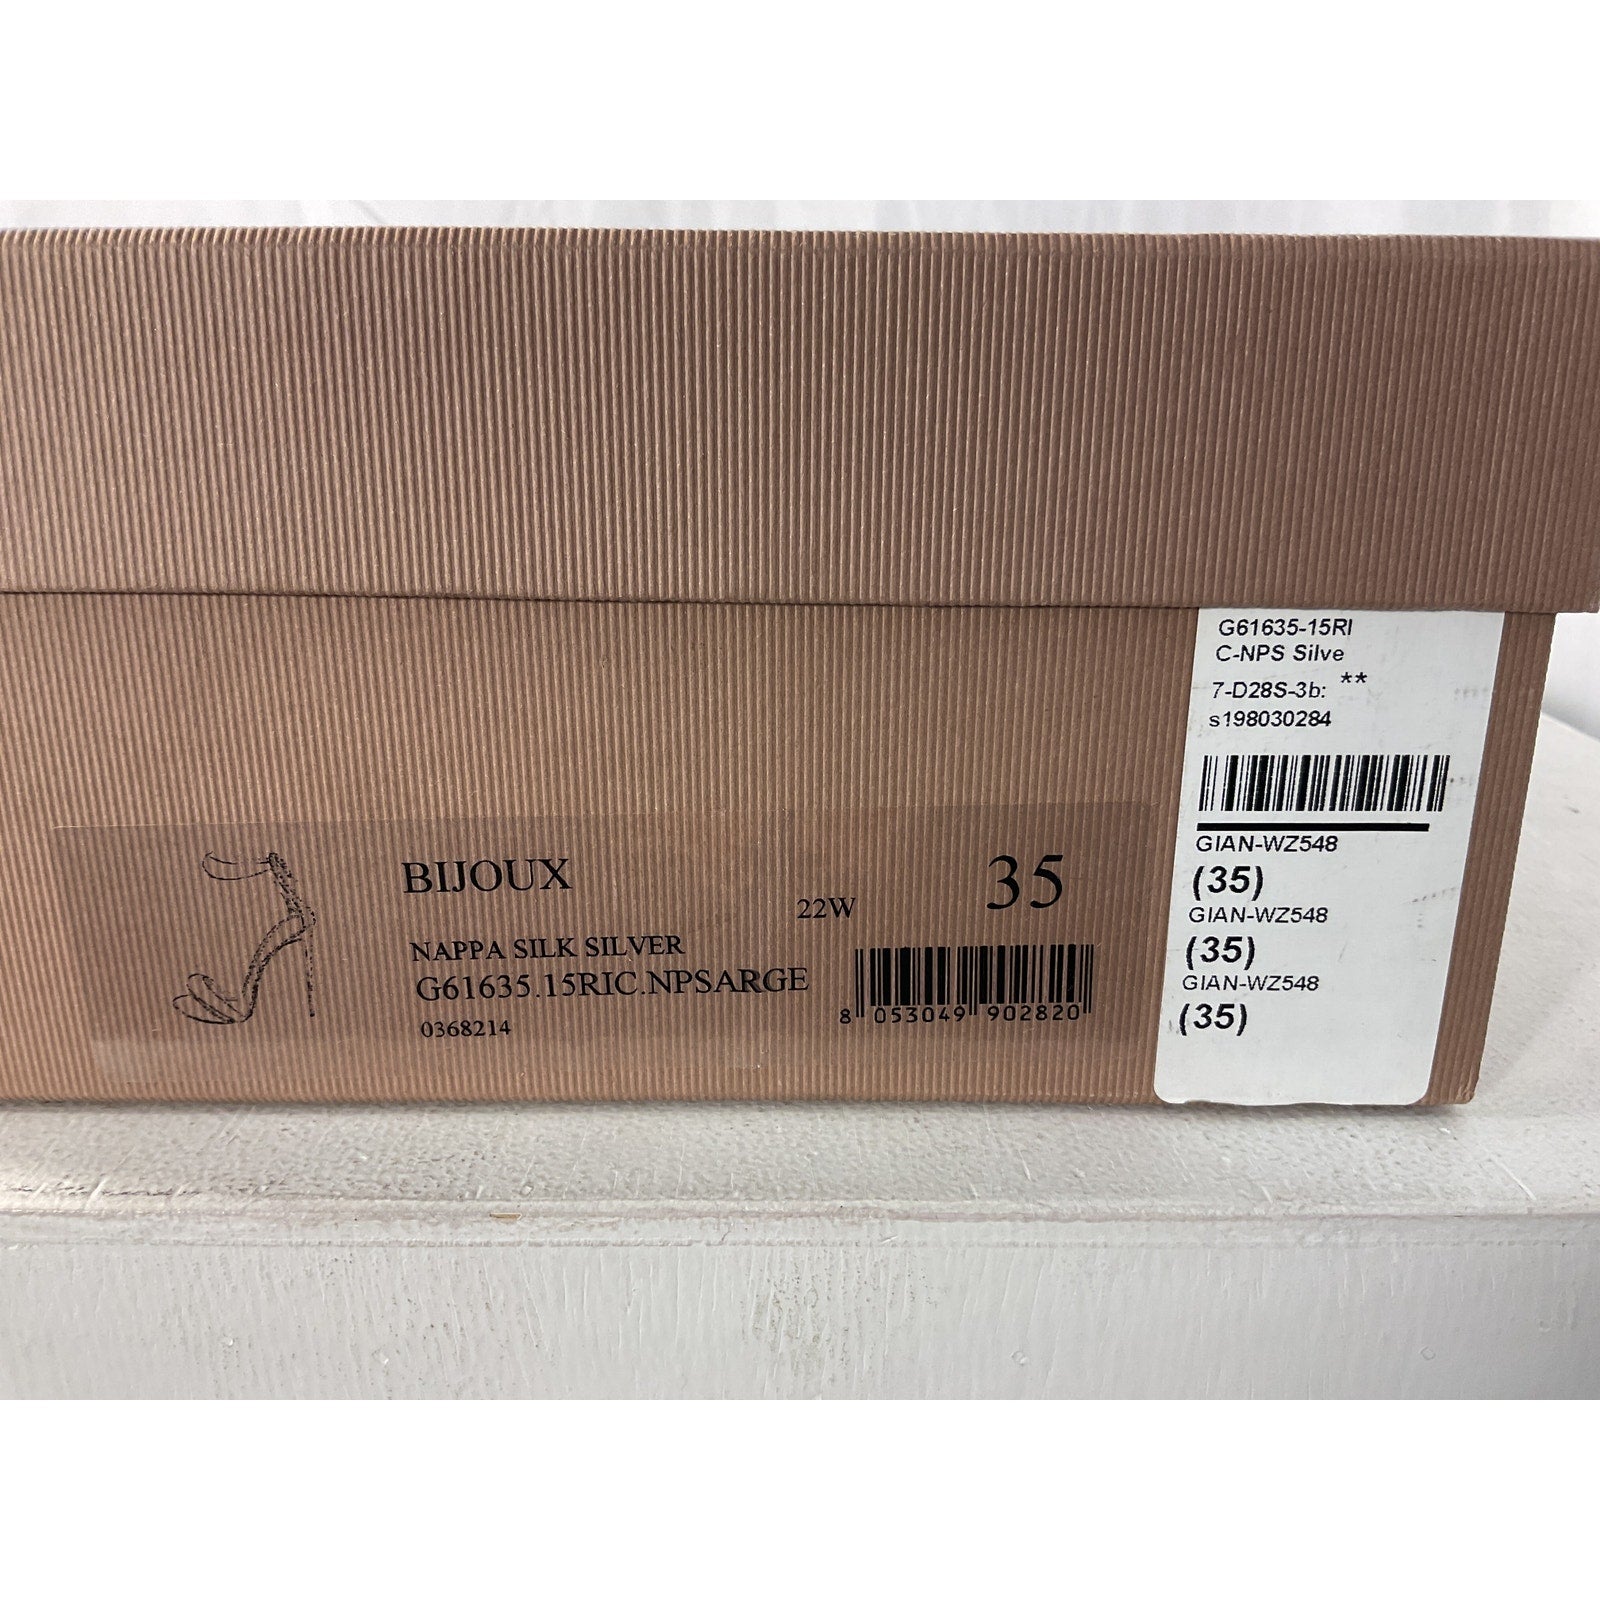 BIJOUX
22W
35
NAPPA SILK SILVER
G61635.15RIC.NPSARGE
0368214
8 053049 902820
G61635-15RI
C-NPS Silve
7-D28S-3b: **
s198030284
GIAN-WZ548
(35)
GIAN-WZ548
(35)
GIAN-WZ548
(35)